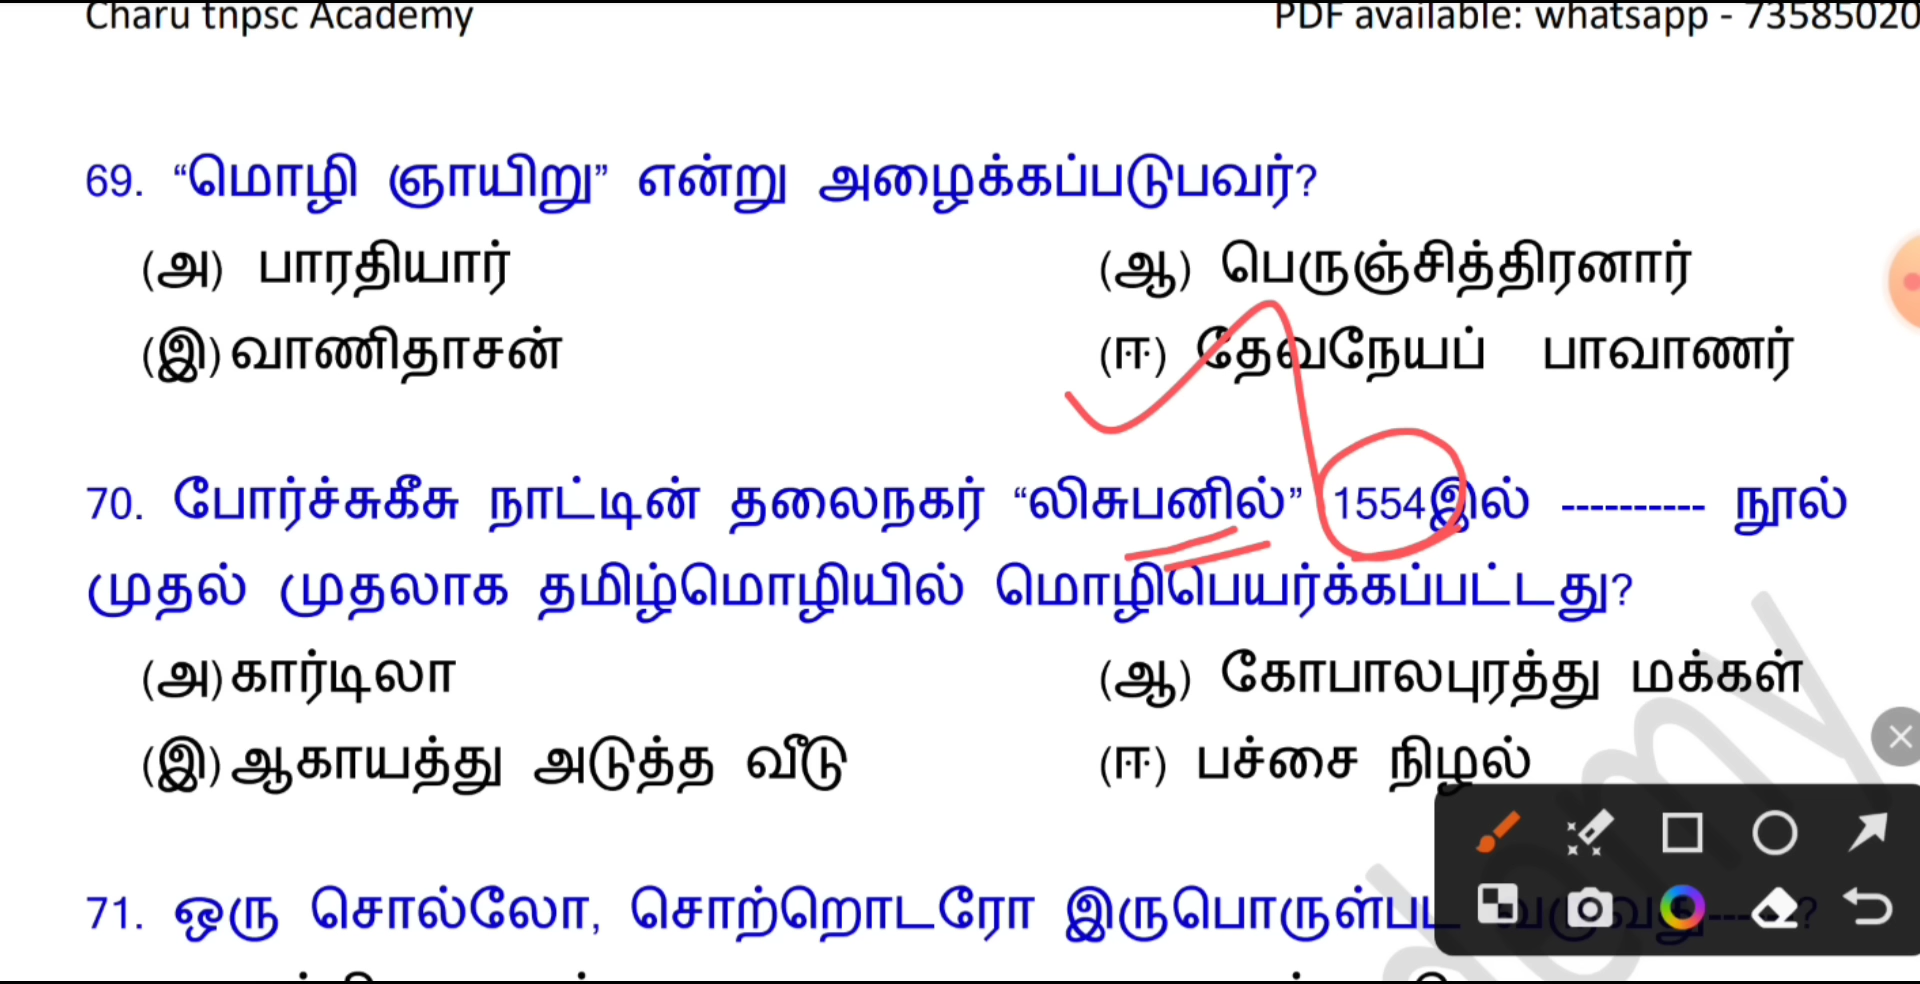 Charu tnpsc Academy PDF available: whatsapp - 73585020
69. “மொழி ஞாயிறு” என்று அழைக்கப்படுபவர்?
(அ) பாரதியார் (ஆ) பெருஞ்சித்திரனார்
(இ) வாணிதாசன் (ஈ) தேவநேயப் பாவாணர்
70. போர்ச்சுகீசு நாட்டின் தலைநகர் “லிசுபனில்” 1554இல் ---------- நூல்
முதல் முதலாக தமிழ்மொழியில் மொழிபெயர்க்கப்பட்டது?
(அ) கார்டிலா (ஆ) கோபாலபுரத்து மக்கள்
(இ) ஆகாயத்து அடுத்த வீடு (ஈ) பச்சை நிழல்
71. ஒரு சொல்லோ, சொற்றொடரோ இருபொருள்பட வருவது------?